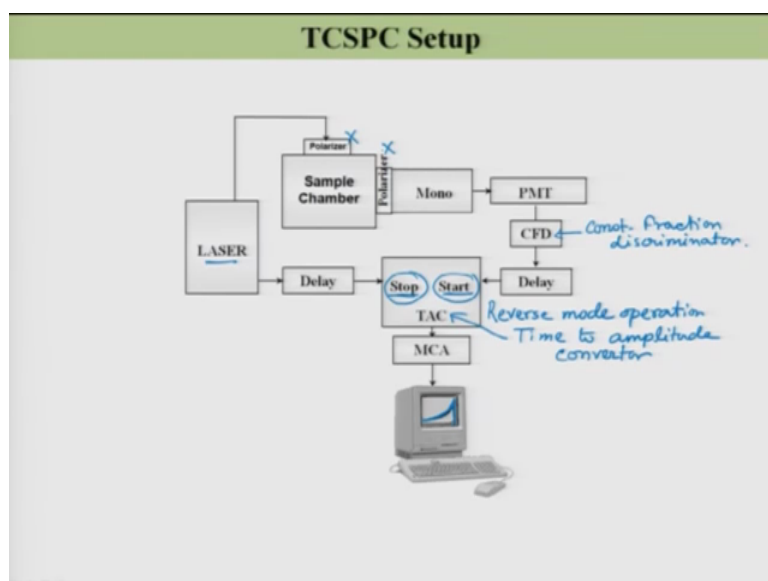 TCSPC Setup
Polarizer x
x
Sample
Chamber
Polarizer
Mono
PMT
CFD
Const. fraction
discriminator.
LASER
Delay
Stop
Start
Delay
TAC
Reverse mode operation
Time to amplitude
convertor
MCA